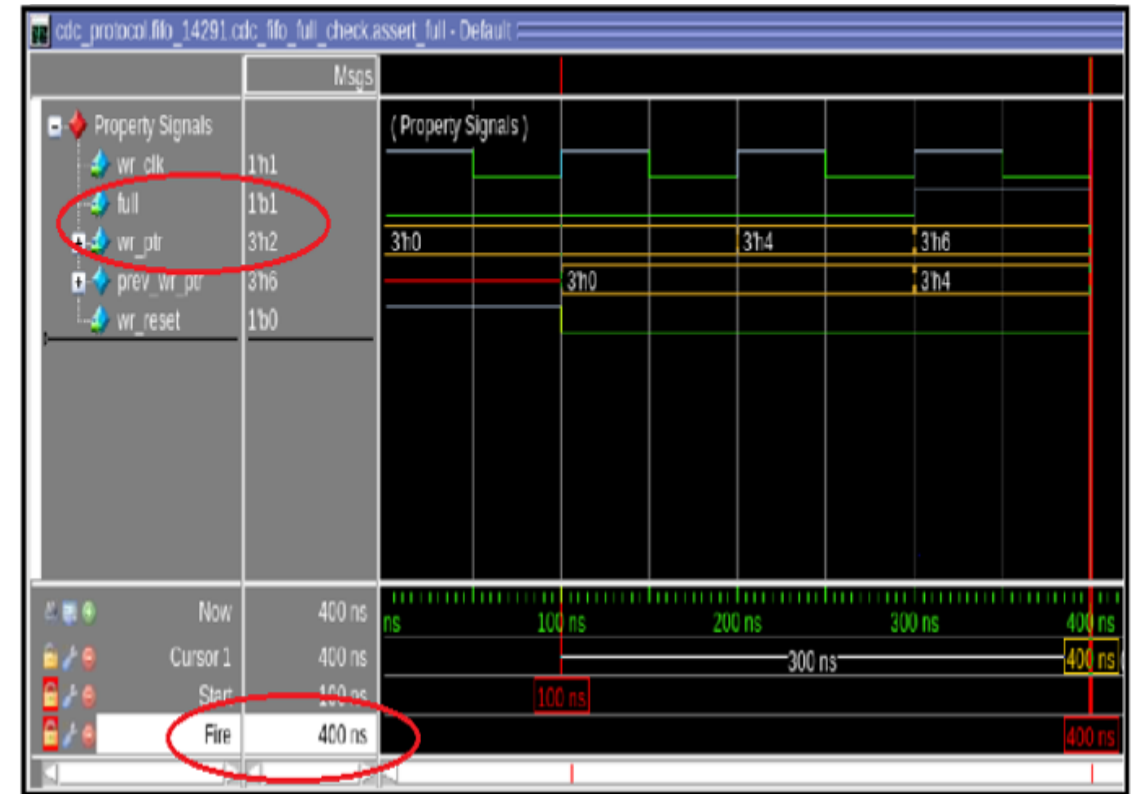 cdc_protocol.fifo_14291.cdc_fifo_full_check.assert_full - Default
Msgs
Property Signals ( Property Signals )
wr_clk 1'h1
full 1'b1
wr_ptr 3'h2 3'h0 3'h4 3'h6
prev_wr_ptr 3'h6 3'h0 3'h4
wr_reset 1'b0
Now 400 ns ns 100 ns 200 ns 300 ns 400 ns
Cursor 1 400 ns 300 ns 400 ns
Start 100 ns 100 ns
Fire 400 ns 400 ns